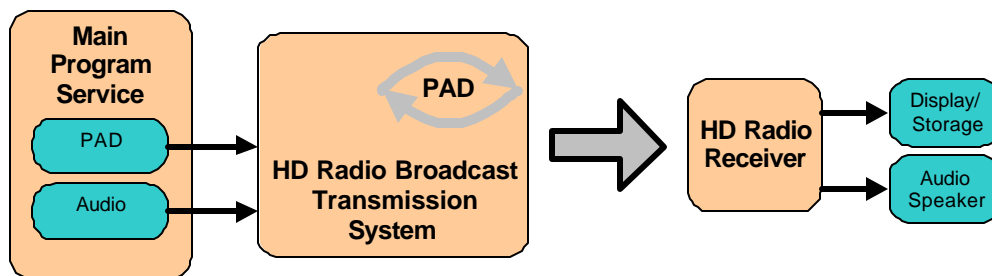 Main
Program
Service
PAD
Audio
PAD
HD Radio Broadcast
Transmission
System
HD Radio
Receiver
Display/
Storage
Audio
Speaker